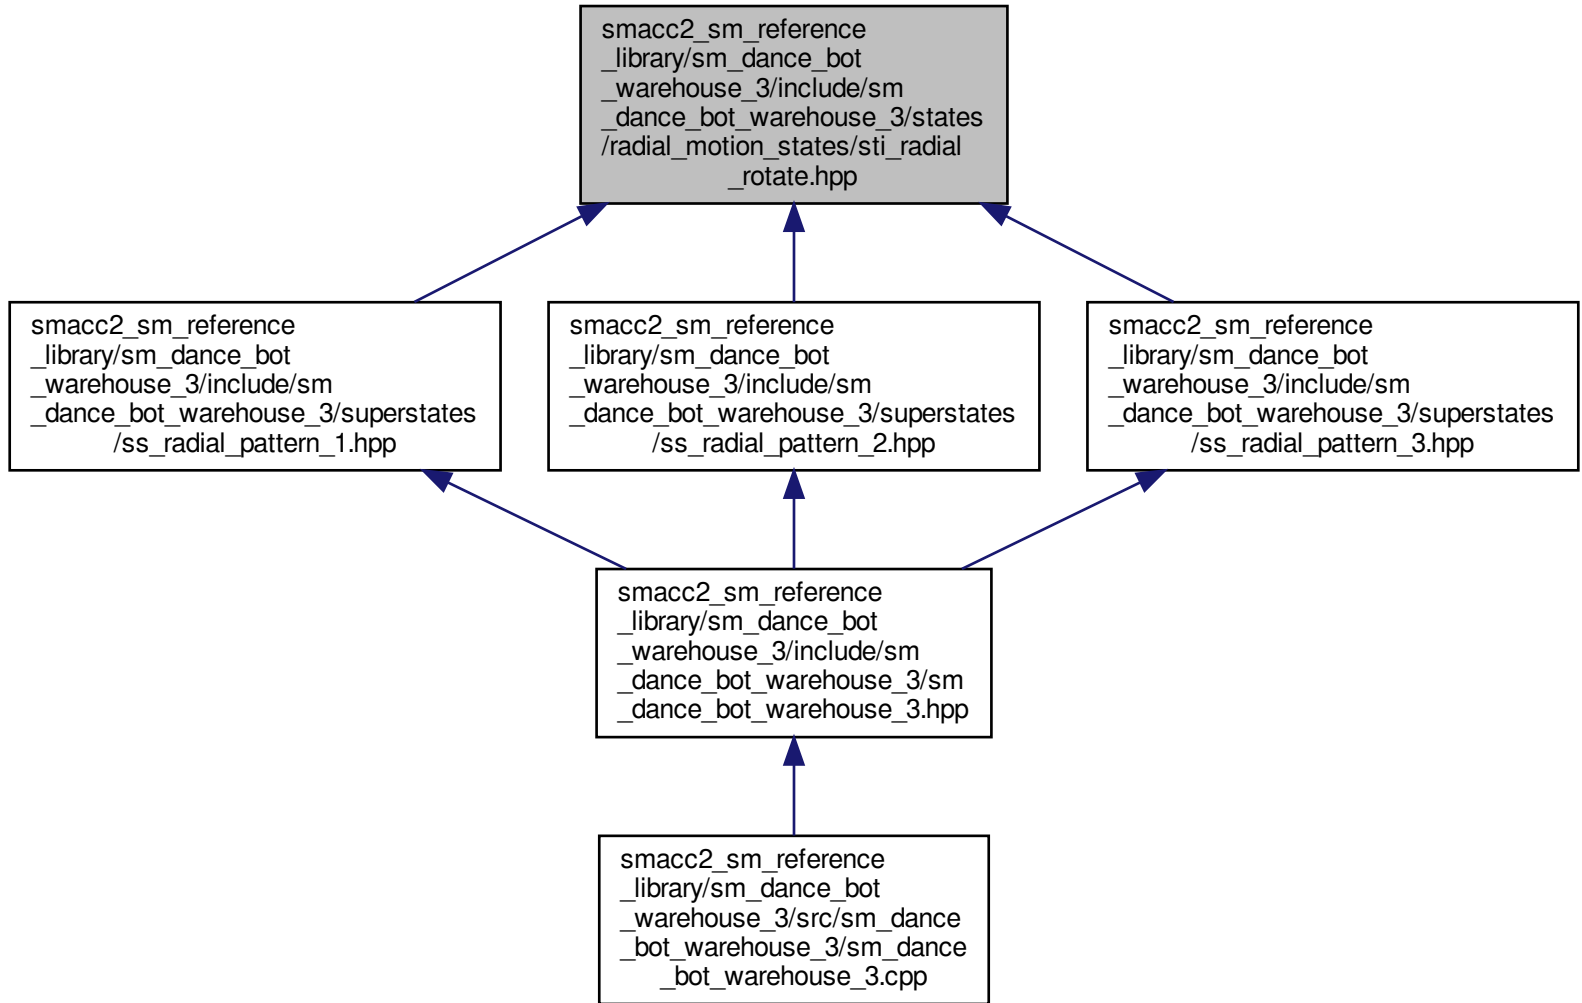 smacc2_sm_reference
_library/sm_dance_bot
_warehouse_3/include/sm
_dance_bot_warehouse_3/states
/radial_motion_states/sti_radial
_rotate.hpp
smacc2_sm_reference
_library/sm_dance_bot
_warehouse_3/include/sm
_dance_bot_warehouse_3/superstates
/ss_radial_pattern_1.hpp
smacc2_sm_reference
_library/sm_dance_bot
_warehouse_3/include/sm
_dance_bot_warehouse_3/superstates
/ss_radial_pattern_2.hpp
smacc2_sm_reference
_library/sm_dance_bot
_warehouse_3/include/sm
_dance_bot_warehouse_3/superstates
/ss_radial_pattern_3.hpp
smacc2_sm_reference
_library/sm_dance_bot
_warehouse_3/include/sm
_dance_bot_warehouse_3/sm
_dance_bot_warehouse_3.hpp
smacc2_sm_reference
_library/sm_dance_bot
_warehouse_3/src/sm_dance
_bot_warehouse_3/sm_dance
_bot_warehouse_3.cpp